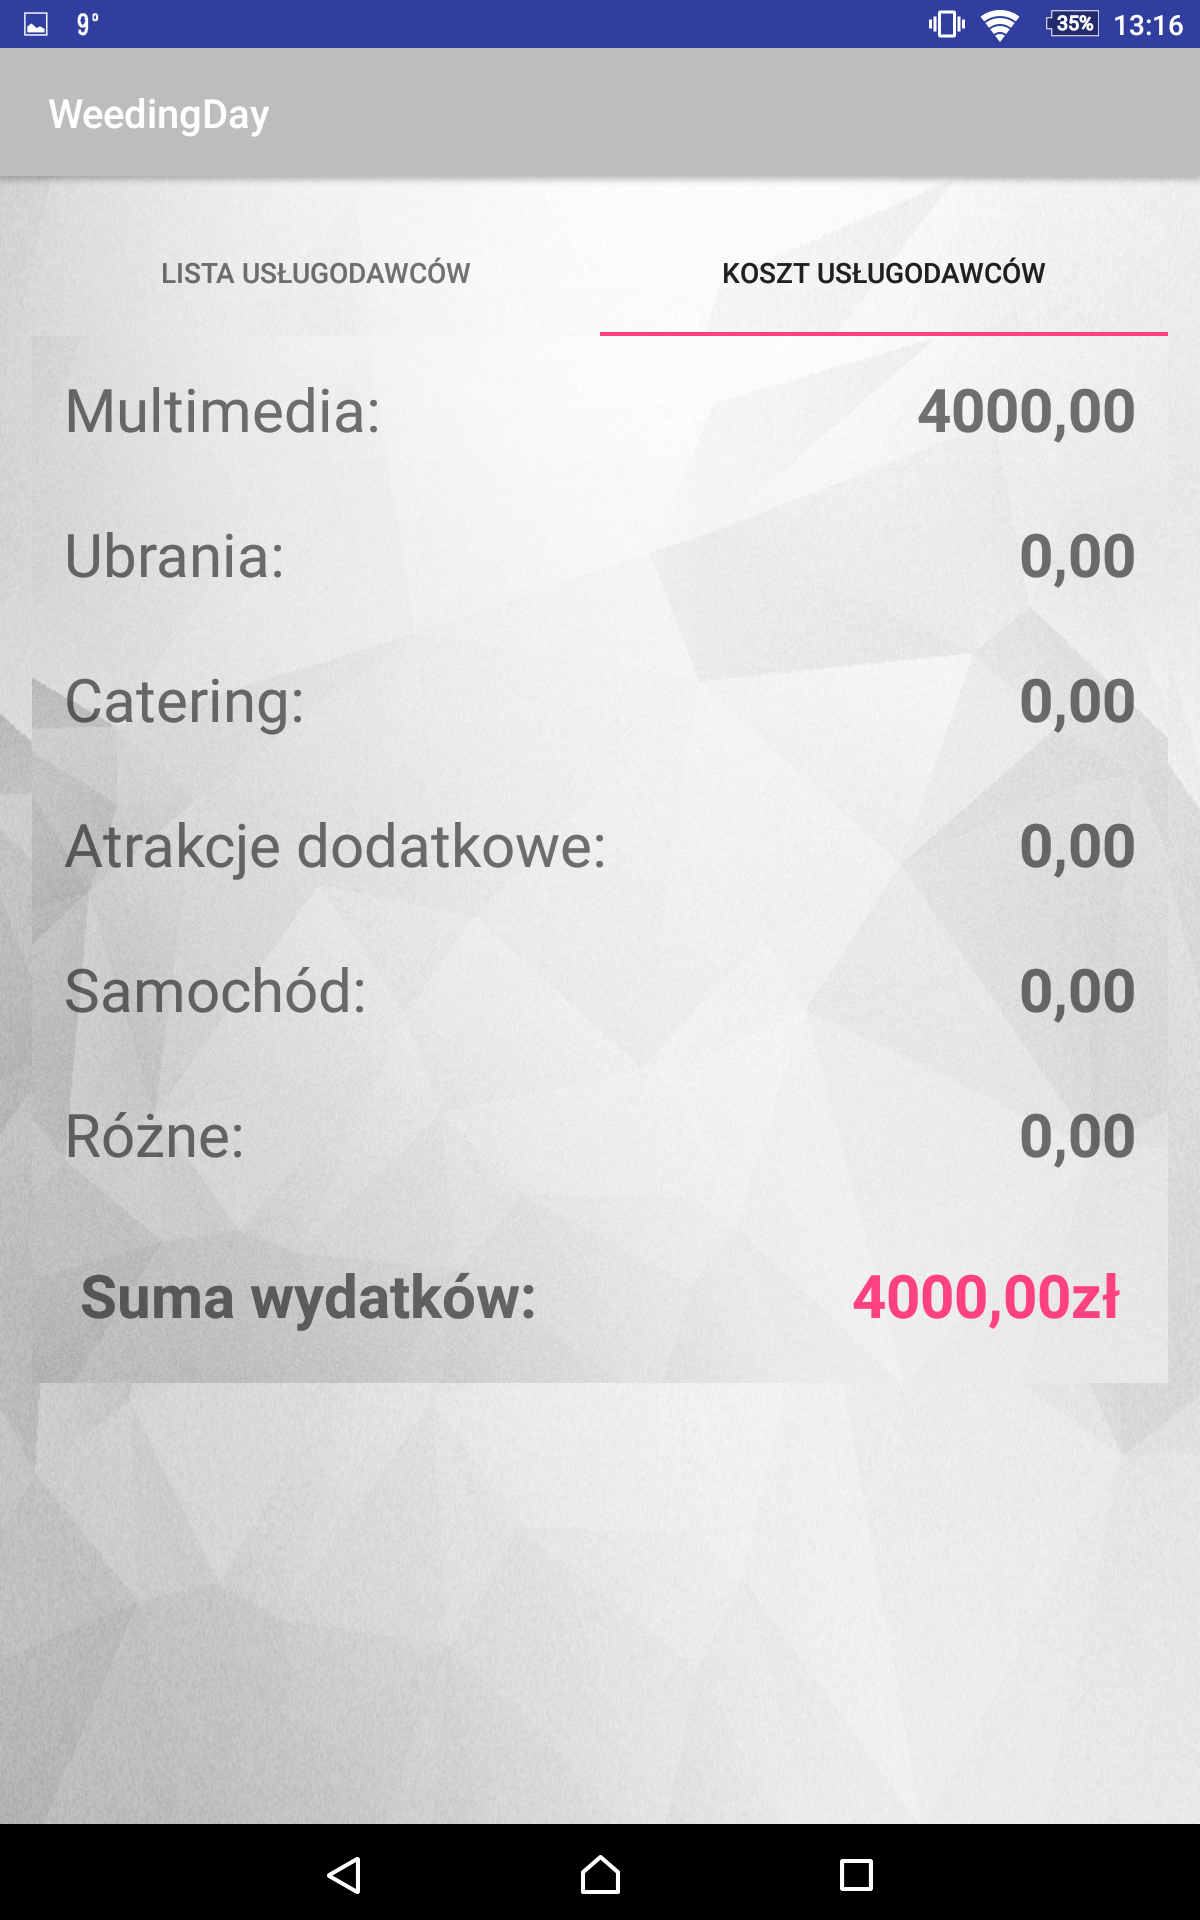 9° 35% 13:16
WeedingDay
LISTA USŁUGODAWCÓW KOSZT USŁUGODAWCÓW
Multimedia: 4000,00
Ubrania: 0,00
Catering: 0,00
Atrakcje dodatkowe: 0,00
Samochód: 0,00
Różne: 0,00
Suma wydatków: 4000,00zł